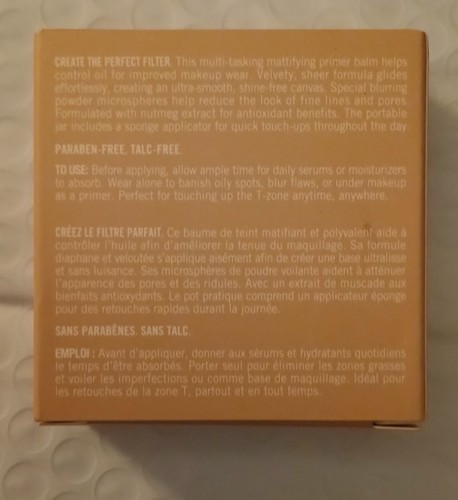 CREATE THE PERFECT FILTER. This multi-tasking mattifying primer balm helps
control oil for improved makeup wear. Velvety, sheer formula glides
effortlessly, creating an ultra-smooth, shine-free canvas. Special blurring
powder microspheres help reduce the look of fine lines and pores
Formulated with nutmeg extract for antioxidant benefits. The portable
jar includes a sponge applicator for quick touch-ups throughout the day
PARABEN-FREE. TALC-FREE.
TO USE: Before applying, allow ample time for daily serums or moisturizers
to absorb. Wear alone to banish oily spots, blur flaws, or under makeup
as a primer. Perfect for touching up the T-zone anytime, anywhere.
CRÉEZ LE FILTRE PARFAIT. Ce baume de teint matifiant et polyvalent aide à
contrôler l'huile afin d'améliorer la tenue du maquillage. Sa formule
diaphane et veloutée s'applique aisément afin de créer une base ultralisse
et sans luisance. Ses microsphères de poudre voilante aident à atténuer
l'apparence des pores et des ridules. Avec un extrait de muscade aux
bienfaits antioxydants. Le pot pratique comprend un applicateur éponge
pour des retouches rapides durant la journée.
SANS PARABÈNES. SANS TALC.
EMPLOI : Avant d'appliquer, donner aux sérums et hydratants quotidiens
le temps d'être absorbés. Porter seul pour éliminer les zones grasses
et voiler les imperfections ou comme base de maquillage. Idéal pour
les retouches de la zone T, partout et en tout temps.